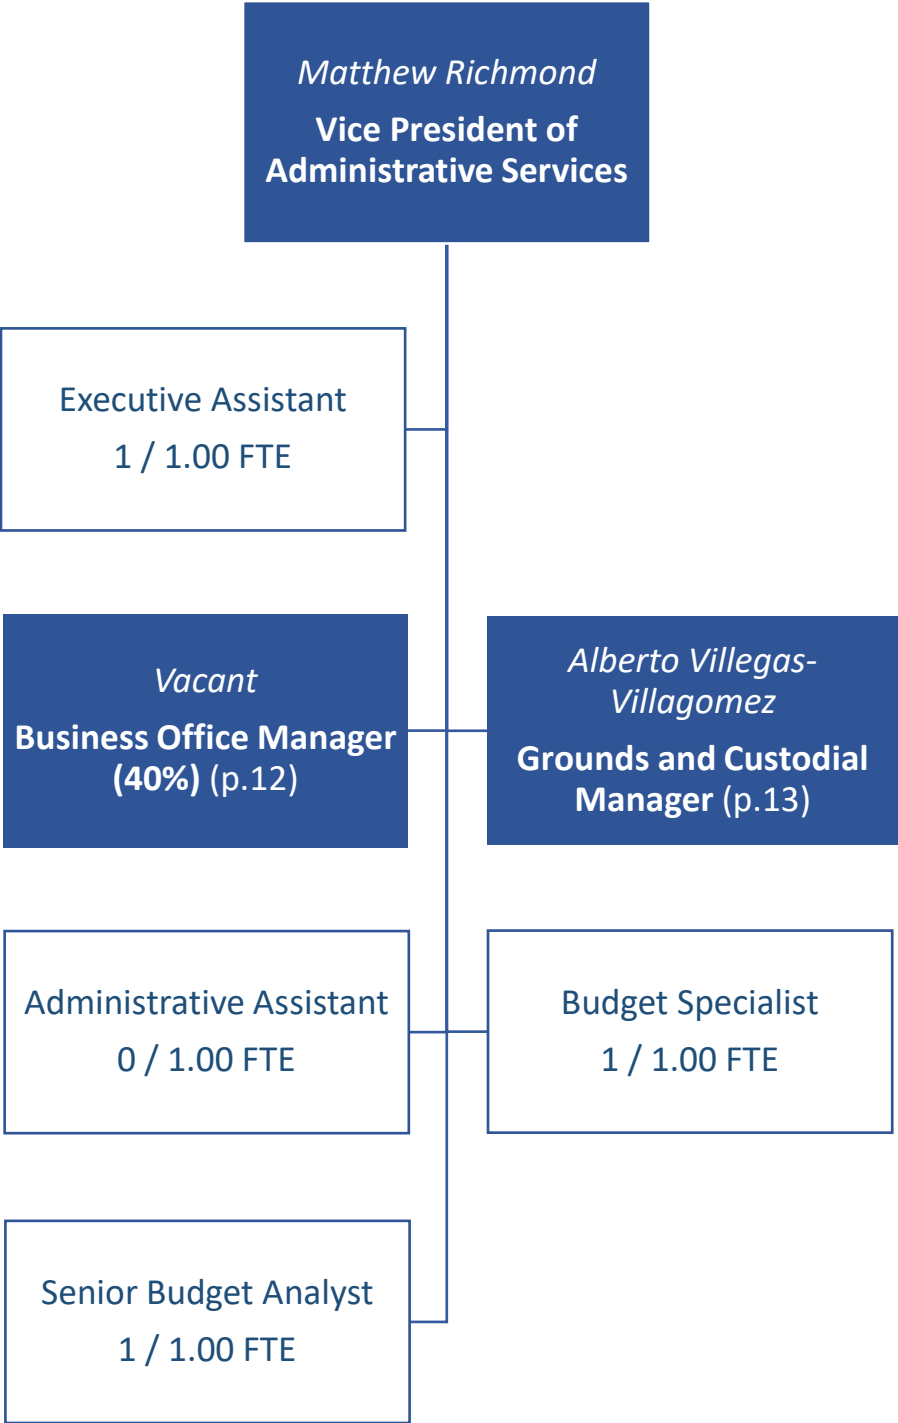 Matthew Richmond
Vice President of
Administrative Services
Executive Assistant
1 / 1.00 FTE
Vacant
Business Office Manager
(40%) (p.12)
Alberto Villegas-
Villagomez
Grounds and Custodial
Manager (p.13)
Administrative Assistant
0 / 1.00 FTE
Budget Specialist
1 / 1.00 FTE
Senior Budget Analyst
1 / 1.00 FTE